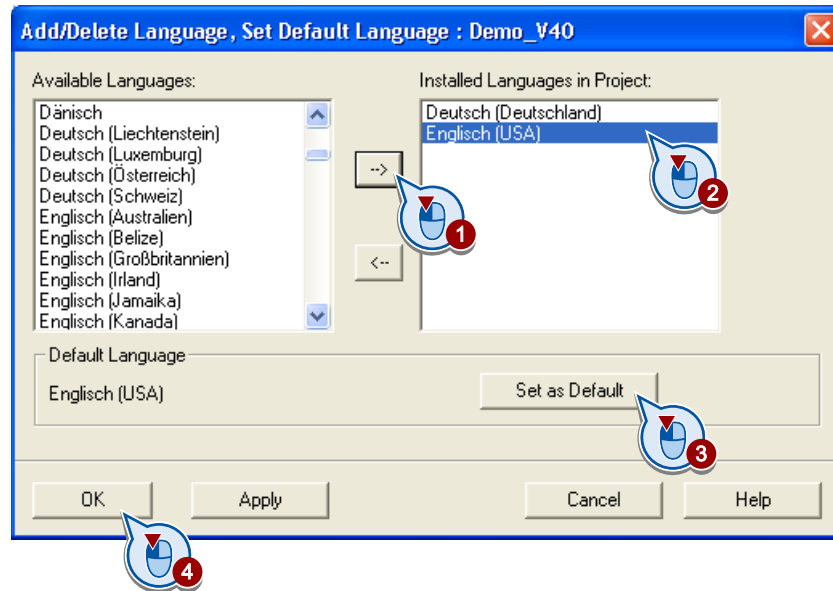 Add/Delete Language, Set Default Language : Demo_V40
Available Languages:
Dänisch
Deutsch (Liechtenstein)
Deutsch (Luxemburg)
Deutsch (Österreich)
Deutsch (Schweiz)
Englisch (Australien)
Englisch (Belize)
Englisch (Großbritannien)
Englisch (Irland)
Englisch (Jamaika)
Englisch (Kanada)
-->
1
<--
Installed Languages in Project:
Deutsch (Deutschland)
Englisch (USA)
2
Default Language
Englisch (USA)
Set as Default
3
OK
Apply
Cancel
Help
4